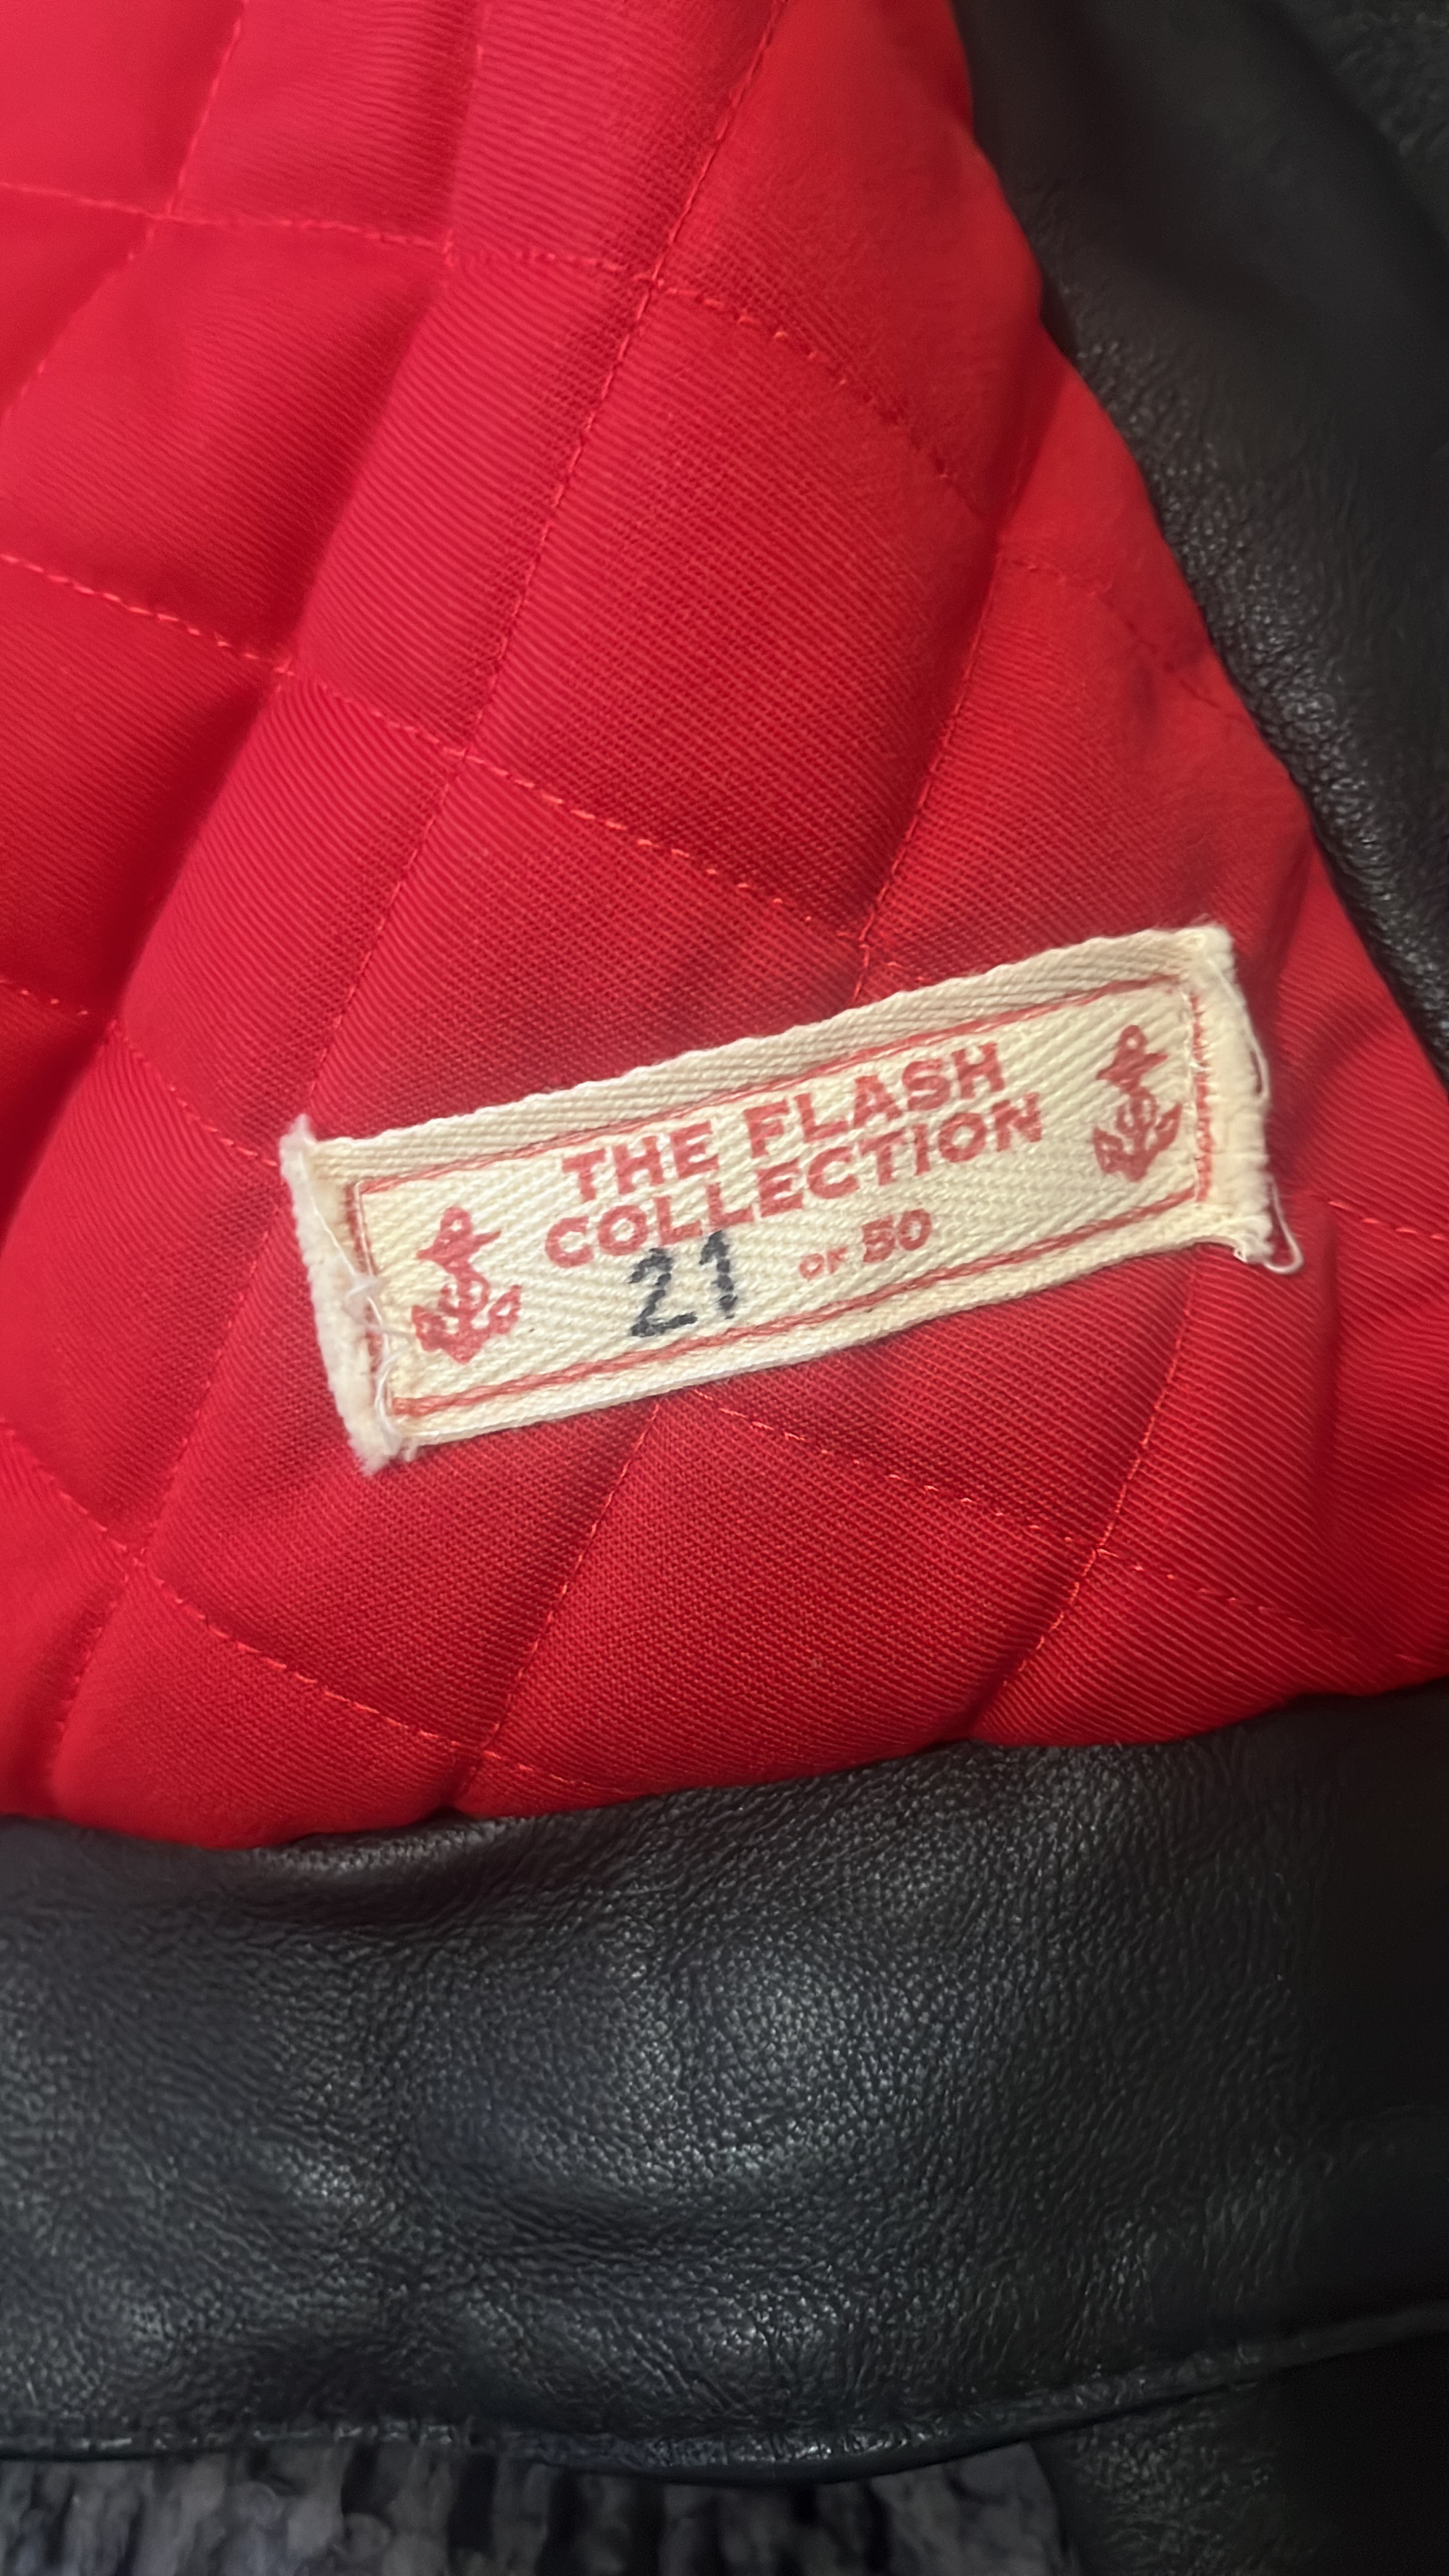 THE FLASH
COLLECTION
21 OF 50